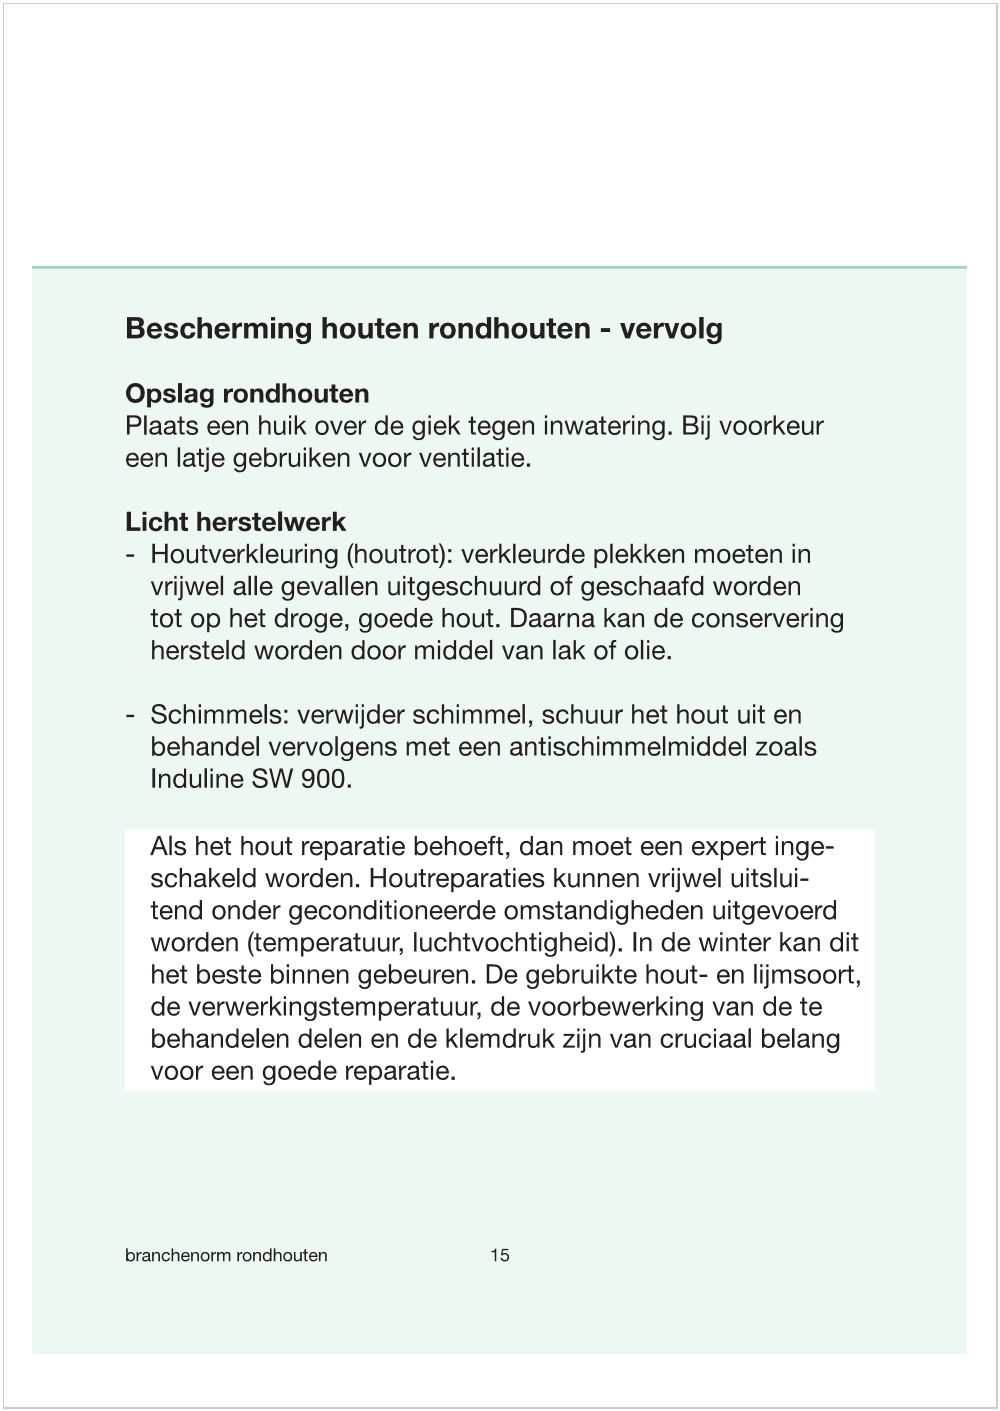 Bescherming houten rondhouten - vervolg
Opslag rondhouten
Plaats een huik over de giek tegen inwatering. Bij voorkeur
een latje gebruiken voor ventilatie.
Licht herstelwerk
- Houtverkleuring (houtrot): verkleurde plekken moeten in
vrijwel alle gevallen uitgeschuurd of geschaafd worden
tot op het droge, goede hout. Daarna kan de conservering
hersteld worden door middel van lak of olie.
- Schimmels: verwijder schimmel, schuur het hout uit en
behandel vervolgens met een antischimmelmiddel zoals
Induline SW 900.
Als het hout reparatie behoeft, dan moet een expert inge-
schakeld worden. Houtreparaties kunnen vrijwel uitslui-
tend onder geconditioneerde omstandigheden uitgevoerd
worden (temperatuur, luchtvochtigheid). In de winter kan dit
het beste binnen gebeuren. De gebruikte hout- en lijmsoort,
de verwerkingstemperatuur, de voorbewerking van de te
behandelen delen en de klemdruk zijn van cruciaal belang
voor een goede reparatie.
branchenorm rondhouten 15